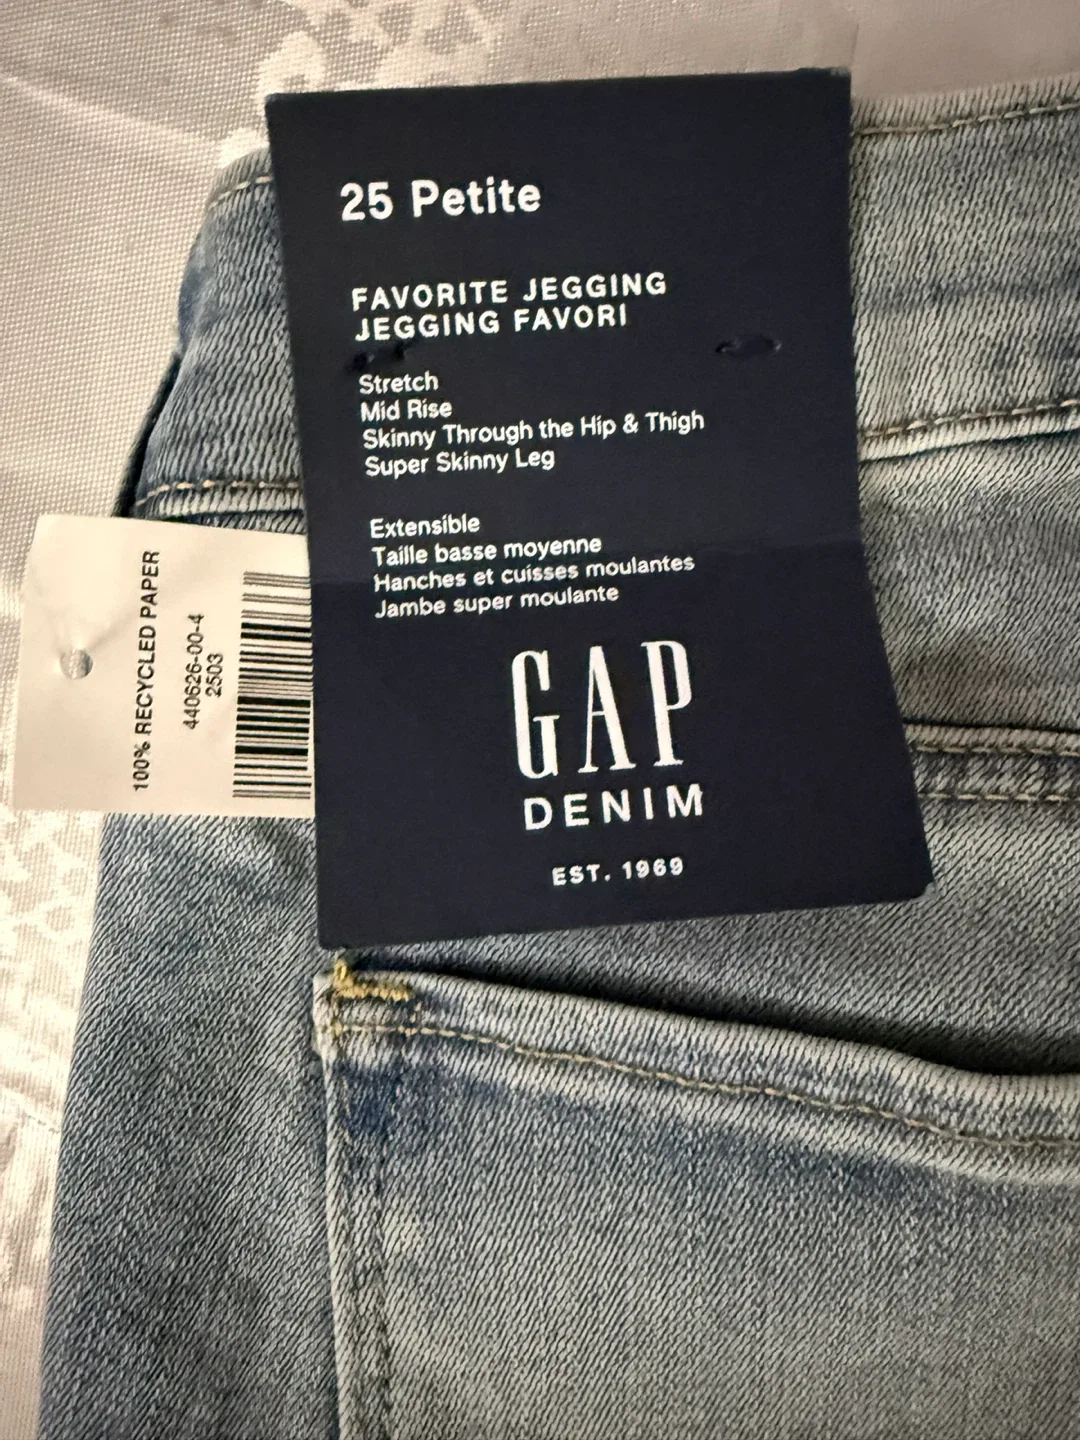 25 Petite
FAVORITE JEGGING
JEGGING FAVORI
Stretch
Mid Rise
Skinny Through the Hip & Thigh
Super Skinny Leg
Extensible
Taille basse moyenne
Hanches et cuisses moulantes
Jambe super moulante
GAP
DENIM
EST. 1969
100% RECYCLED PAPER
440626-00-4
2503